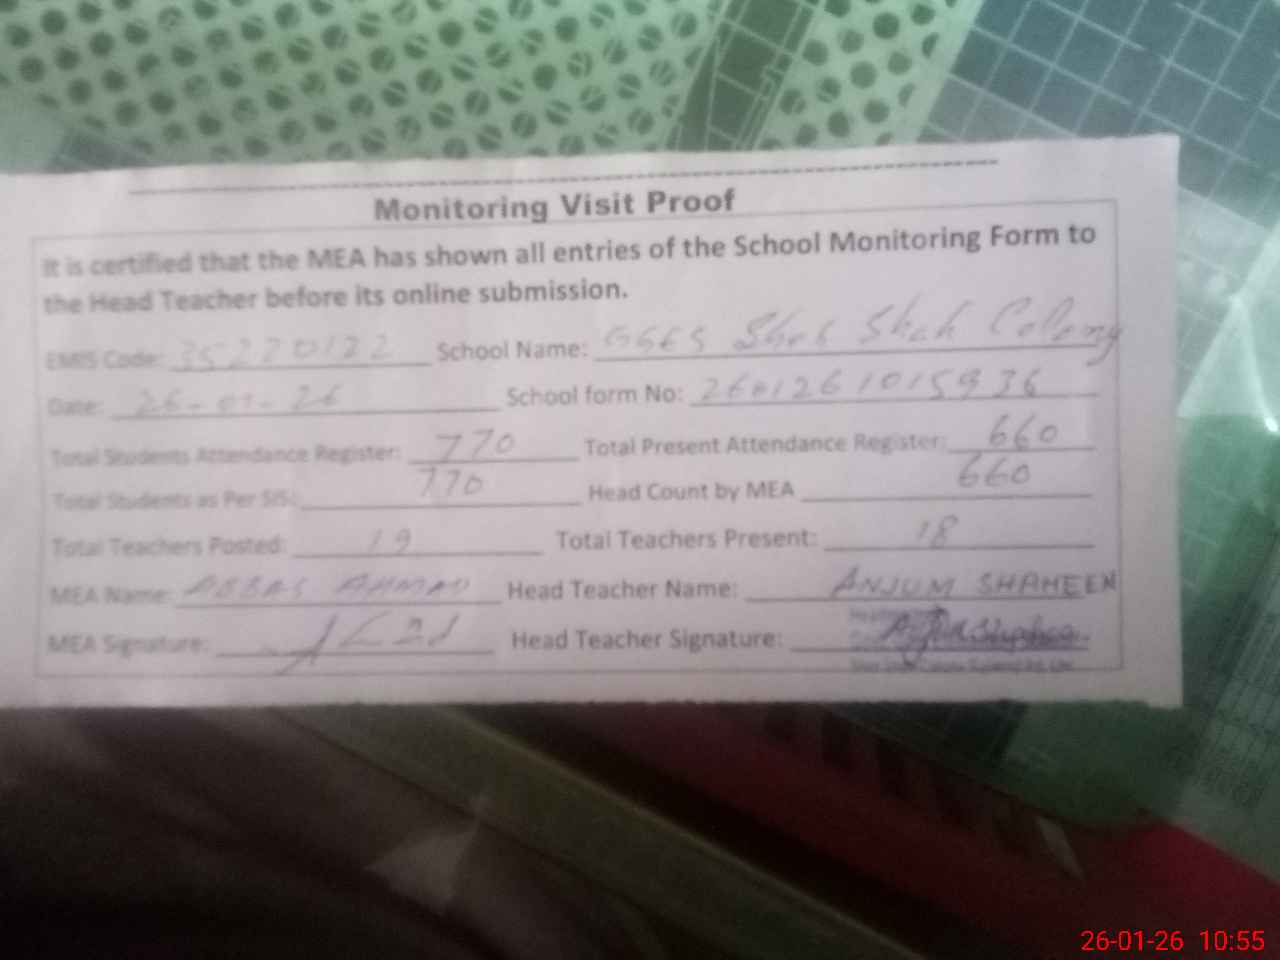 Monitoring Visit Proof
It is certified that the MEA has shown all entries of the School Monitoring Form to
the Head Teacher before its online submission.
EMIS Code: 35220122 School Name: GGES Sher Shah Colony
Date: 26-01-26 School form No: 2601261015936
Total Students Attendance Register: 770 Total Present Attendance Register: 660
Total Students as Per SIS: 770 Head Count by MEA 660
Total Teachers Posted: 19 Total Teachers Present: 18
MEA Name: ABBAS AHMAD Head Teacher Name: ANJUM SHAHEEN
MEA Signature: Head Teacher Signature:
26-01-26 10:55